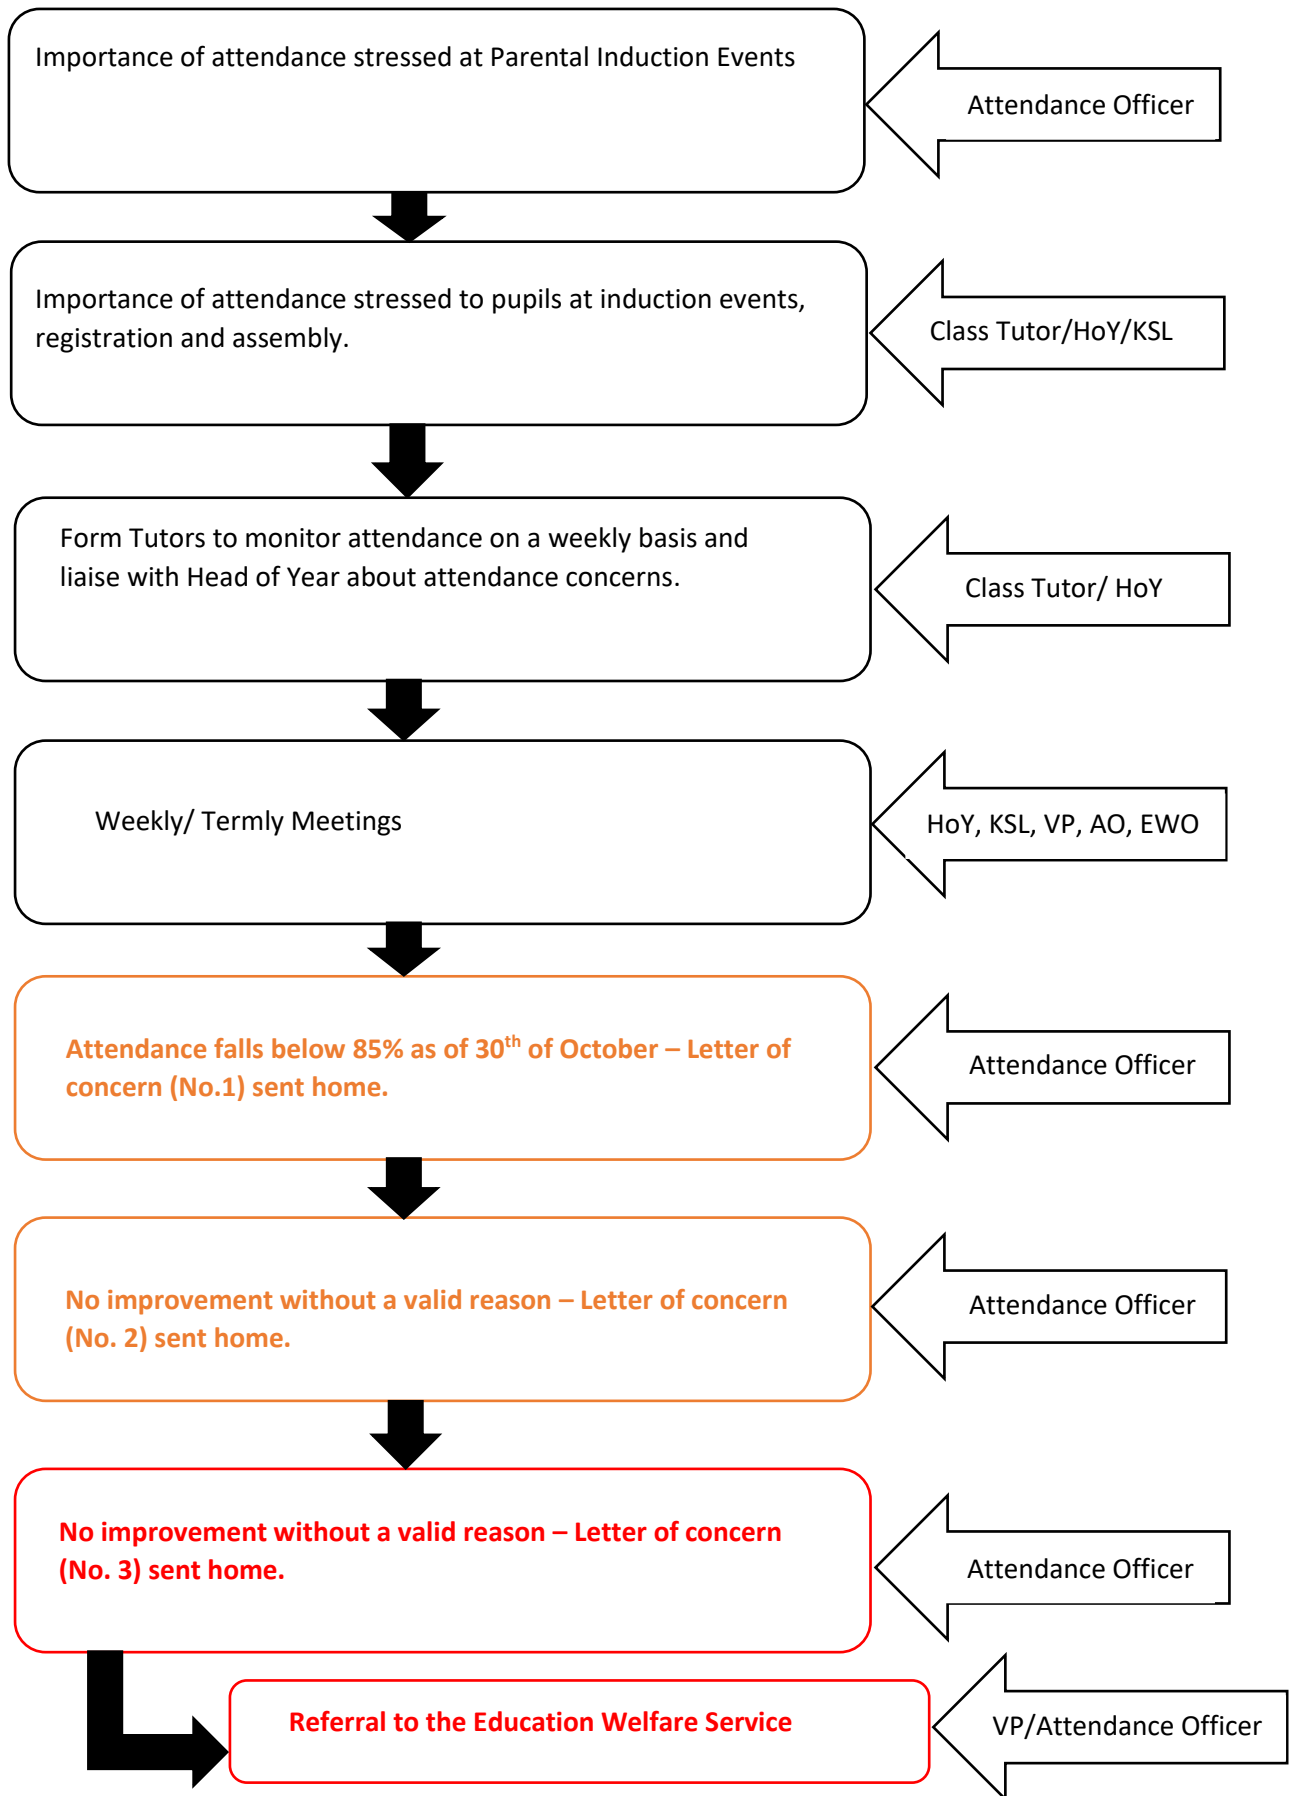 Importance of attendance stressed at Parental Induction Events
Attendance Officer
Importance of attendance stressed to pupils at induction events,
registration and assembly.
Class Tutor/HoY/KSL
Form Tutors to monitor attendance on a weekly basis and
liaise with Head of Year about attendance concerns.
Class Tutor/ HoY
Weekly/ Termly Meetings
HoY, KSL, VP, AO, EWO
Attendance falls below 85% as of 30th of October – Letter of
concern (No.1) sent home.
Attendance Officer
No improvement without a valid reason – Letter of concern
(No. 2) sent home.
Attendance Officer
No improvement without a valid reason – Letter of concern
(No. 3) sent home.
Attendance Officer
Referral to the Education Welfare Service
VP/Attendance Officer